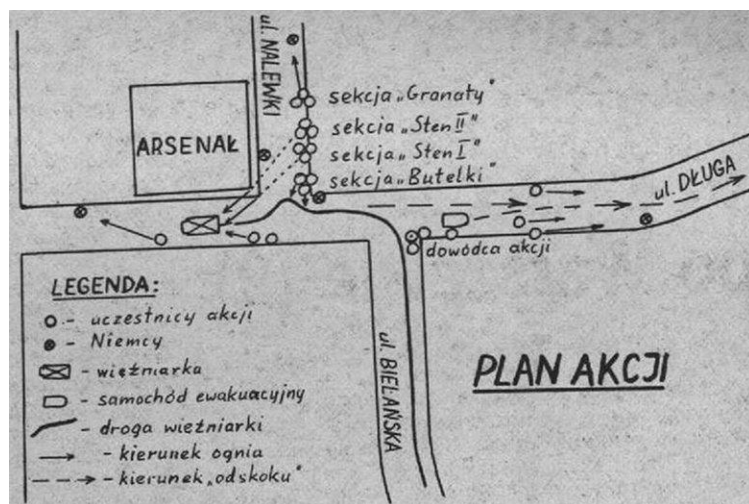 ul. NALEWKI
ARSENAŁ
sekcja „Granaty"
sekcja „Sten II"
sekcja „Sten I"
sekcja „Butelki"
ul. DŁUGA
dowódca akcji
ul. BIELAŃSKA
PLAN AKCJI
LEGENDA:
- uczestnicy akcji
- Niemcy
- więźniarka
- samochód ewakuacyjny
- droga więźniarki
- kierunek ognia
- kierunek „odskoku"